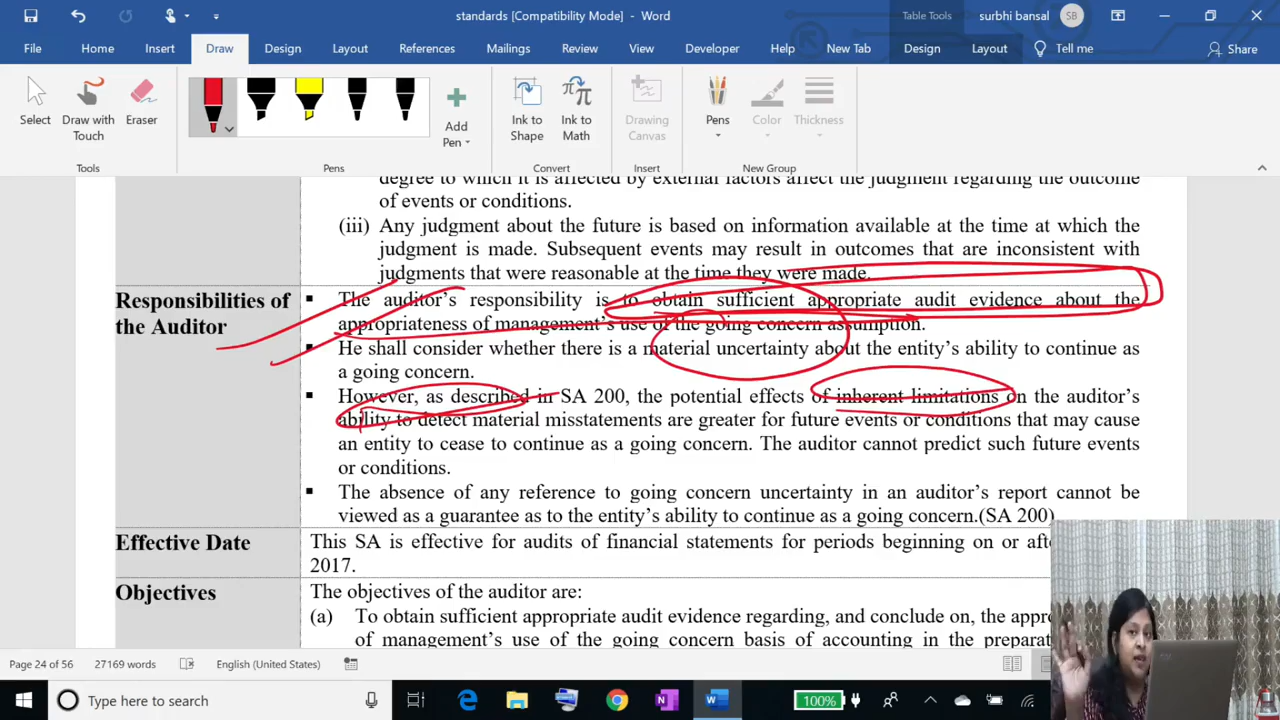 standards [Compatibility Mode] - Word
Table Tools
surbhi bansal
SB
File Home Insert Draw Design Layout References Mailings Review View Developer Help New Tab Design Layout Tell me Share
Select
Draw with Touch
Eraser
Add Pen
Ink to Shape
Ink to Math
Drawing Canvas
Pens
Color
Thickness
Tools
Pens
Convert
Insert
New Group
degree to which it is affected by external factors affect the judgment regarding the outcome
of events or conditions.
(iii) Any judgment about the future is based on information available at the time at which the
judgment is made. Subsequent events may result in outcomes that are inconsistent with
judgments that were reasonable at the time they were made.
Responsibilities of
the Auditor
▪ The auditor's responsibility is to obtain sufficient appropriate audit evidence about the
appropriateness of management's use of the going concern assumption.
▪ He shall consider whether there is a material uncertainty about the entity's ability to continue as
a going concern.
▪ However, as described in SA 200, the potential effects of inherent limitations on the auditor's
ability to detect material misstatements are greater for future events or conditions that may cause
an entity to cease to continue as a going concern. The auditor cannot predict such future events
or conditions.
▪ The absence of any reference to going concern uncertainty in an auditor's report cannot be
viewed as a guarantee as to the entity's ability to continue as a going concern.(SA 200)
Effective Date
This SA is effective for audits of financial statements for periods beginning on or
2017.
Objectives
The objectives of the auditor are:
(a) To obtain sufficient appropriate audit evidence regarding, and conclude on, the
of management's use of the going concern basis of accounting in the
Page 24 of 56 27169 words English (United States)
Type here to search
100%